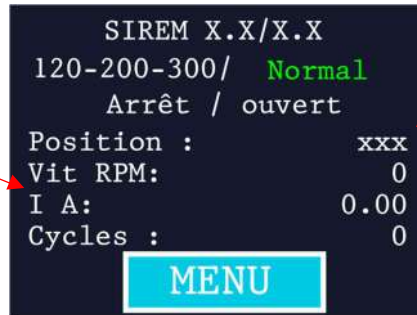 SIREM X.X/X.X
120-200-300/ Normal
Arrêt / ouvert
Position : xxx
Vit RPM: 0
I A: 0.00
Cycles : 0
MENU